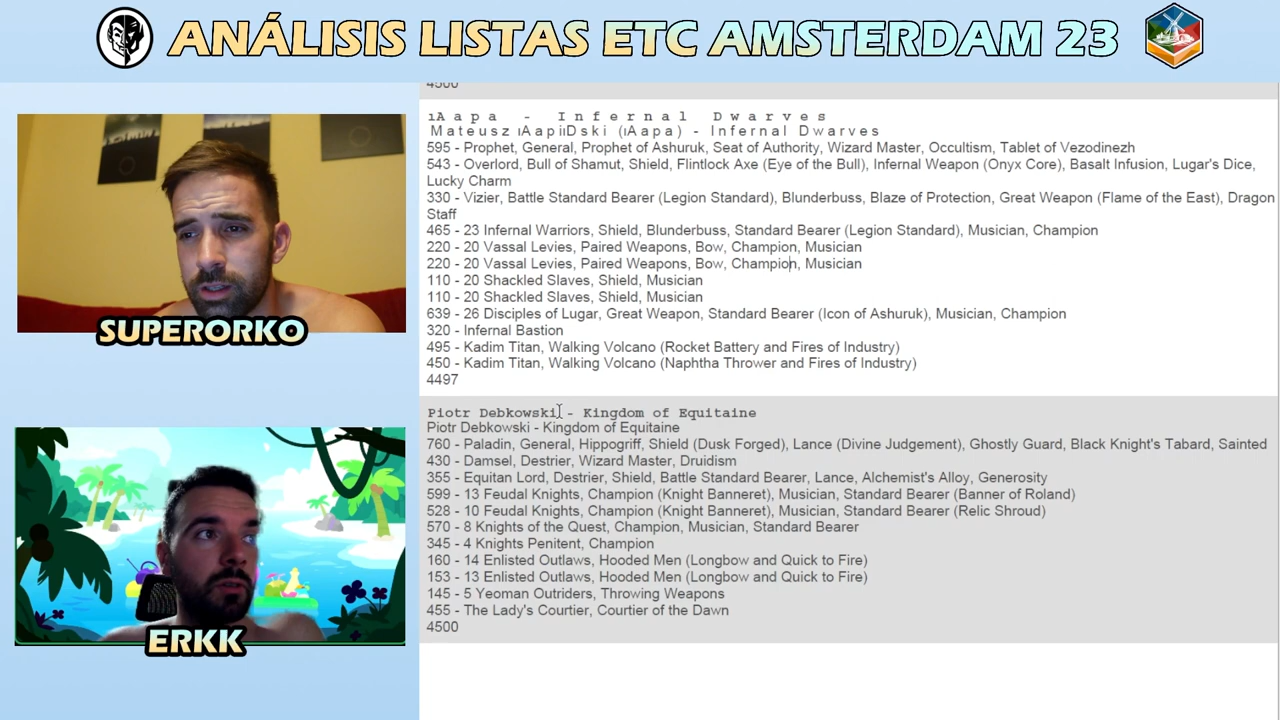 ANÁLISIS LISTAS ETC AMSTERDAM 23
4500
ıAapa - Infernal Dwarves
Mateusz ıAapiıDski (ıAapa) - Infernal Dwarves
595 - Prophet, General, Prophet of Ashuruk, Seat of Authority, Wizard Master, Occultism, Tablet of Vezodinezh
543 - Overlord, Bull of Shamut, Shield, Flintlock Axe (Eye of the Bull), Infernal Weapon (Onyx Core), Basalt Infusion, Lugar's Dice,
Lucky Charm
330 - Vizier, Battle Standard Bearer (Legion Standard), Blunderbuss, Blaze of Protection, Great Weapon (Flame of the East), Dragon
Staff
465 - 23 Infernal Warriors, Shield, Blunderbuss, Standard Bearer (Legion Standard), Musician, Champion
220 - 20 Vassal Levies, Paired Weapons, Bow, Champion, Musician
220 - 20 Vassal Levies, Paired Weapons, Bow, Champion, Musician
110 - 20 Shackled Slaves, Shield, Musician
110 - 20 Shackled Slaves, Shield, Musician
639 - 26 Disciples of Lugar, Great Weapon, Standard Bearer (Icon of Ashuruk), Musician, Champion
320 - Infernal Bastion
495 - Kadim Titan, Walking Volcano (Rocket Battery and Fires of Industry)
450 - Kadim Titan, Walking Volcano (Naphtha Thrower and Fires of Industry)
4497
Piotr Debkowski - Kingdom of Equitaine
Piotr Debkowski - Kingdom of Equitaine
760 - Paladin, General, Hippogriff, Shield (Dusk Forged), Lance (Divine Judgement), Ghostly Guard, Black Knight's Tabard, Sainted
430 - Damsel, Destrier, Wizard Master, Druidism
355 - Equitan Lord, Destrier, Shield, Battle Standard Bearer, Lance, Alchemist's Alloy, Generosity
599 - 13 Feudal Knights, Champion (Knight Banneret), Musician, Standard Bearer (Banner of Roland)
528 - 10 Feudal Knights, Champion (Knight Banneret), Musician, Standard Bearer (Relic Shroud)
570 - 8 Knights of the Quest, Champion, Musician, Standard Bearer
345 - 4 Knights Penitent, Champion
160 - 14 Enlisted Outlaws, Hooded Men (Longbow and Quick to Fire)
153 - 13 Enlisted Outlaws, Hooded Men (Longbow and Quick to Fire)
145 - 5 Yeoman Outriders, Throwing Weapons
455 - The Lady's Courtier, Courtier of the Dawn
4500
SUPERORKO
ERKK